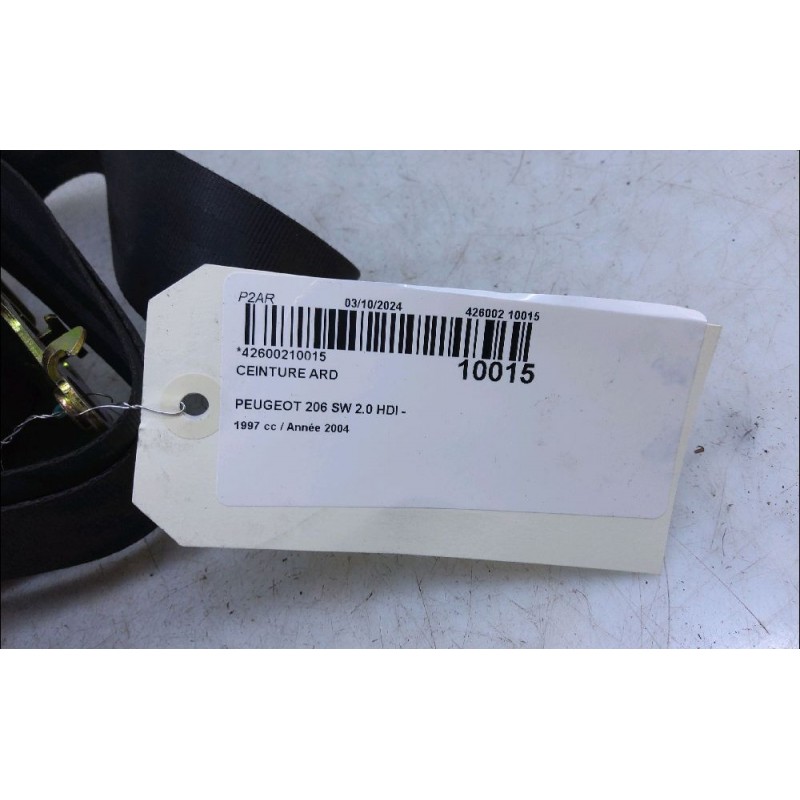 P2AR 03/10/2024 426002 10015
*42600210015 10015
CEINTURE ARD
PEUGEOT 206 SW 2.0 HDI -
1997 cc / Année 2004